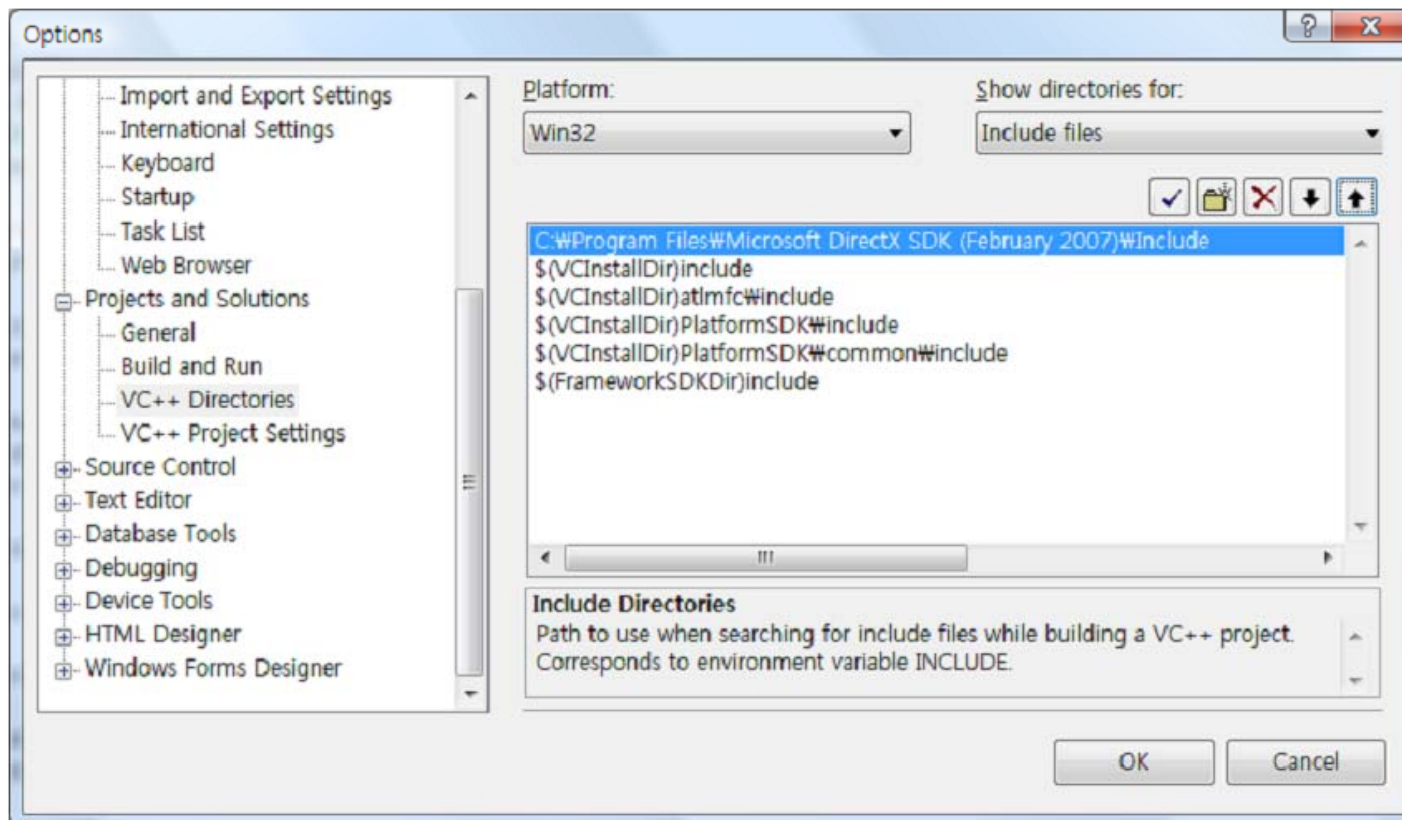 Options
Import and Export Settings
International Settings
Keyboard
Startup
Task List
Web Browser
Projects and Solutions
General
Build and Run
VC++ Directories
VC++ Project Settings
Source Control
Text Editor
Database Tools
Debugging
Device Tools
HTML Designer
Windows Forms Designer
Platform:
Win32
Show directories for:
Include files
C:₩Program Files₩Microsoft DirectX SDK (February 2007)₩Include
$(VCInstallDir)include
$(VCInstallDir)atlmfc₩include
$(VCInstallDir)PlatformSDK₩include
$(VCInstallDir)PlatformSDK₩common₩include
$(FrameworkSDKDir)include
Include Directories
Path to use when searching for include files while building a VC++ project.
Corresponds to environment variable INCLUDE.
OK
Cancel